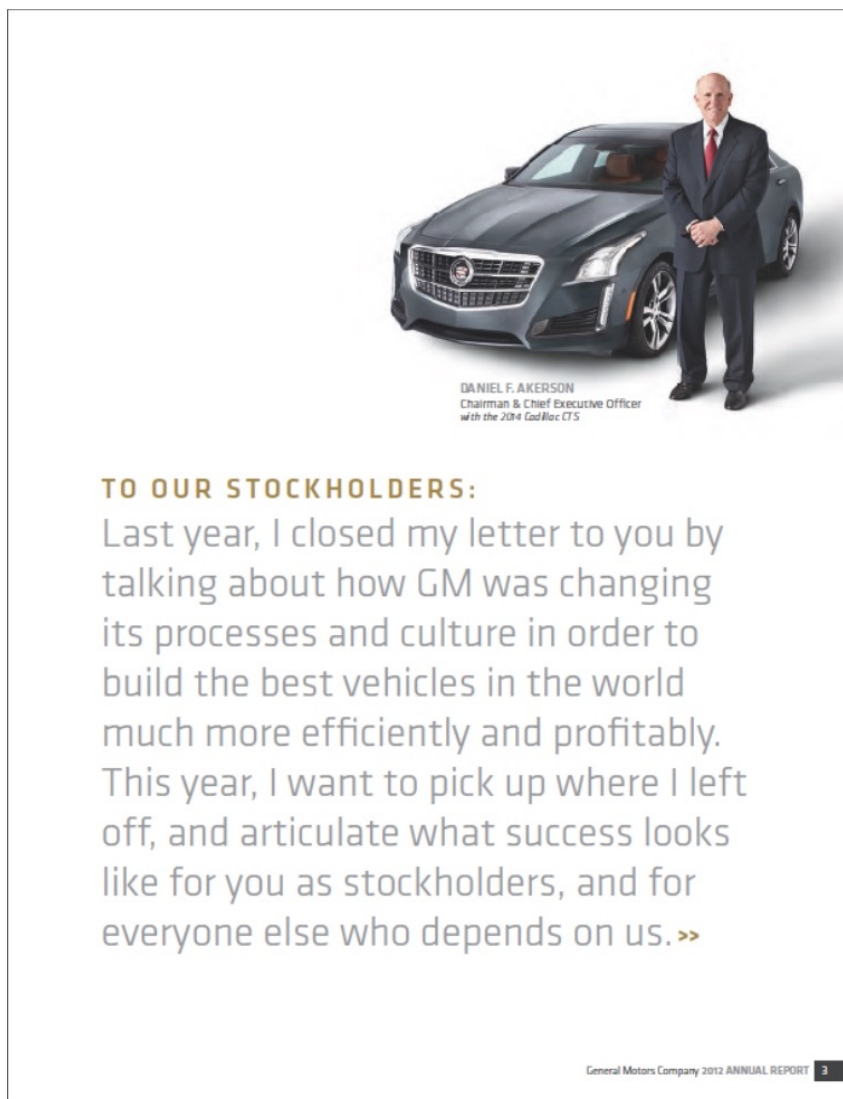 DANIEL F. AKERSON
Chairman & Chief Executive Officer
with the 2014 Cadillac CTS
TO OUR STOCKHOLDERS:
Last year, I closed my letter to you by
talking about how GM was changing
its processes and culture in order to
build the best vehicles in the world
much more efficiently and profitably.
This year, I want to pick up where I left
off, and articulate what success looks
like for you as stockholders, and for
everyone else who depends on us. »
General Motors Company 2012 ANNUAL REPORT 3